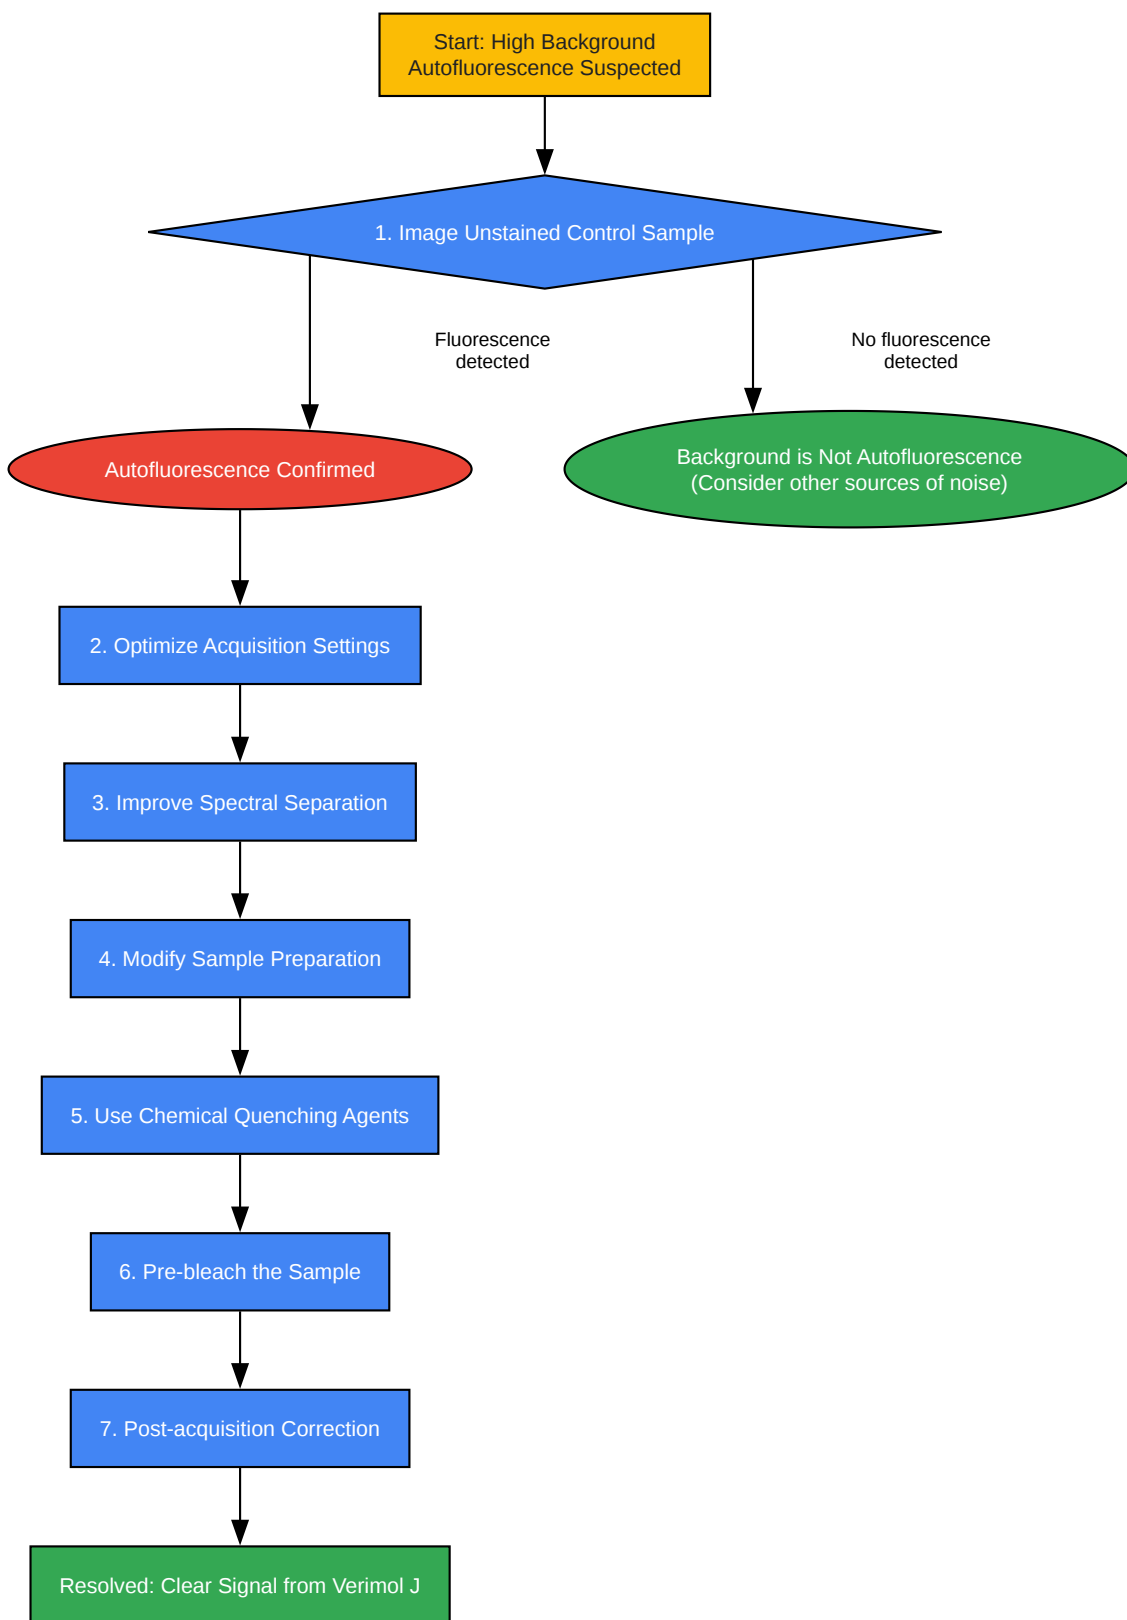 Start: High Background
Autofluorescence Suspected
1. Image Unstained Control Sample
Fluorescence
detected
No fluorescence
detected
Autofluorescence Confirmed
Background is Not Autofluorescence
(Consider other sources of noise)
2. Optimize Acquisition Settings
3. Improve Spectral Separation
4. Modify Sample Preparation
5. Use Chemical Quenching Agents
6. Pre-bleach the Sample
7. Post-acquisition Correction
Resolved: Clear Signal from Verimol J